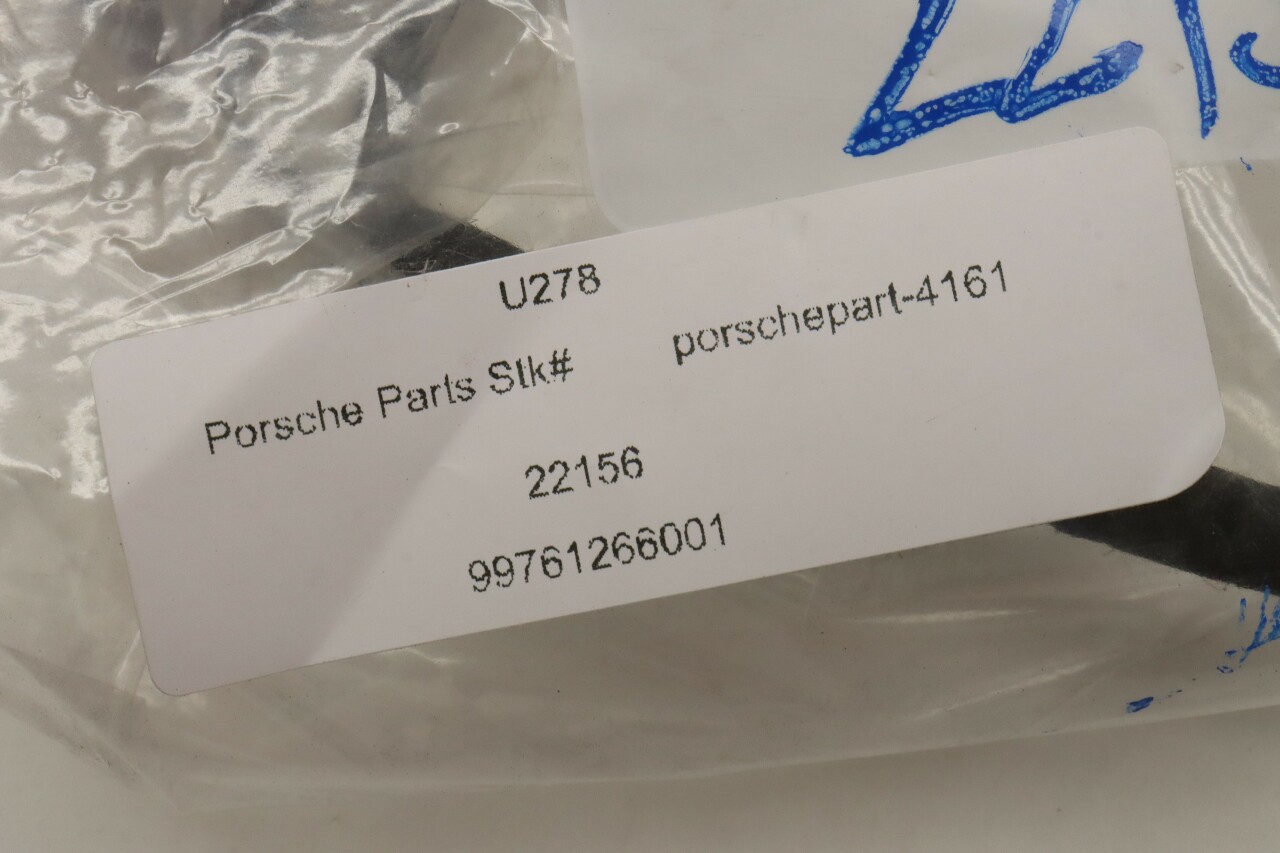 U278
Porsche Parts Stk# porschepart-4161
22156
99761266001